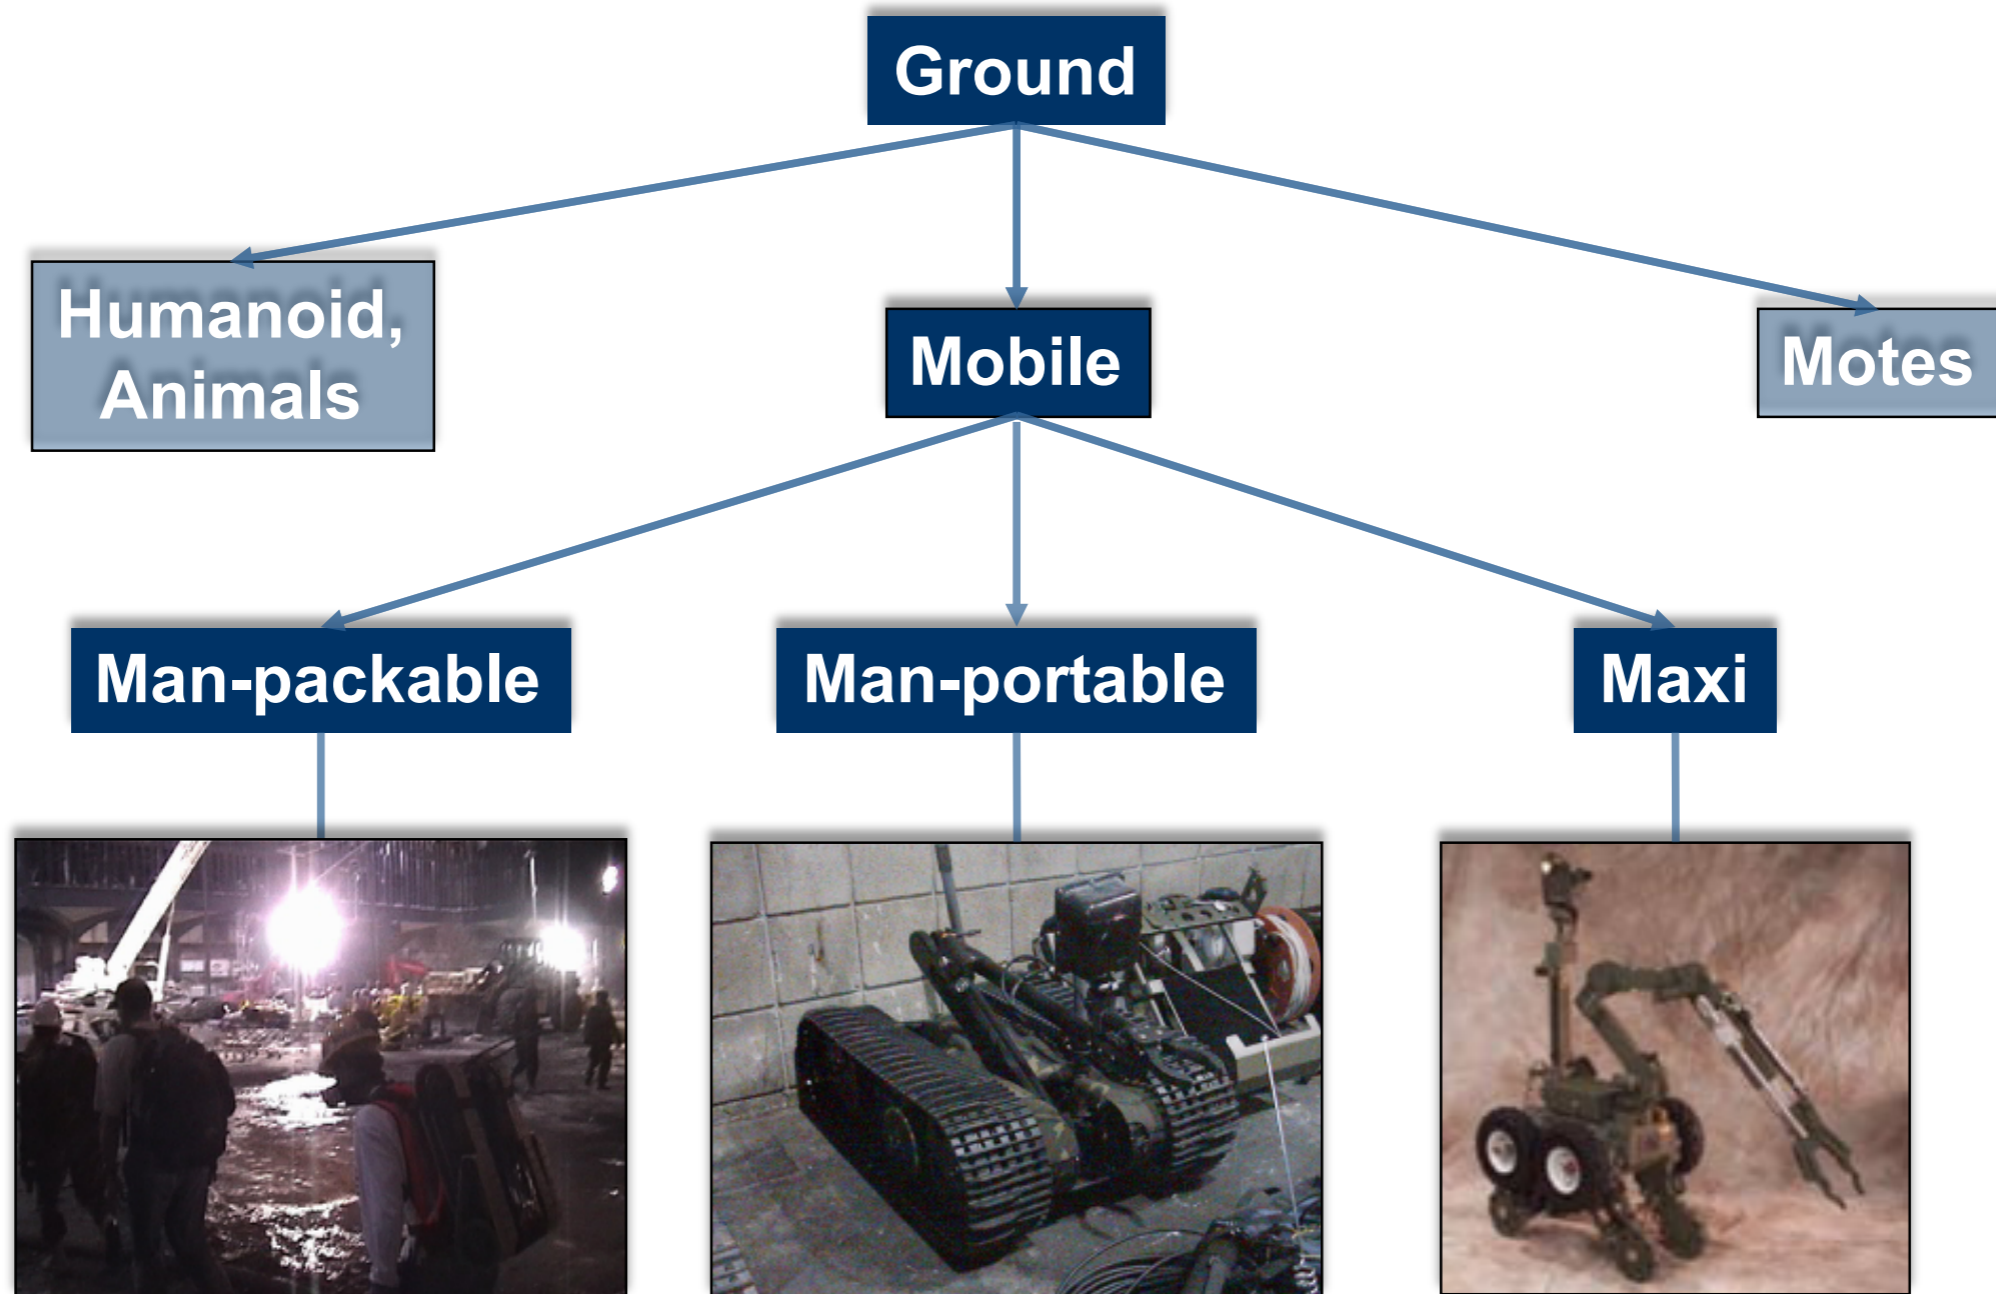 Ground
Humanoid,
Animals
Mobile
Motes
Man-packable
Man-portable
Maxi